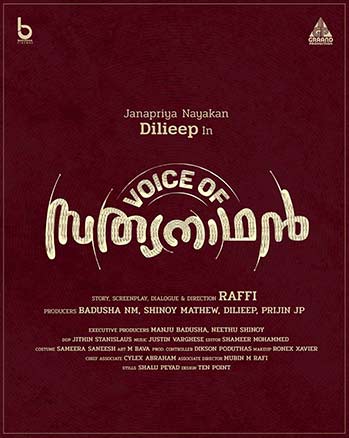 b
GRAAND
PRODUCTION
Janapriya Nayakan
Dilieep In
VOICE OF
സത്യനാഥൻ
STORY, SCREENPLAY, DIALOGUE & DIRECTION RAFFI
PRODUCERS BADUSHA NM, SHINOY MATHEW, DILIEEP, PRIJIN JP
EXECUTIVE PRODUCERS MANJU BADUSHA, NEETHU SHINOY
DOP JITHIN STANISLAUS MUSIC JUSTIN VARGHESE EDITOR SHAMEER MOHAMMED
COSTUME SAMEERA SANEESH ART M BAVA PROD. CONTROLLER DIKSON PODUTHAS MAKEUP RONEX XAVIER
CHIEF ASSOCIATE CYLEX ABRAHAM ASSOCIATE DIRECTOR MUBIN M RAFI
STILLS SHALU PEYAD DESIGN TEN POINT